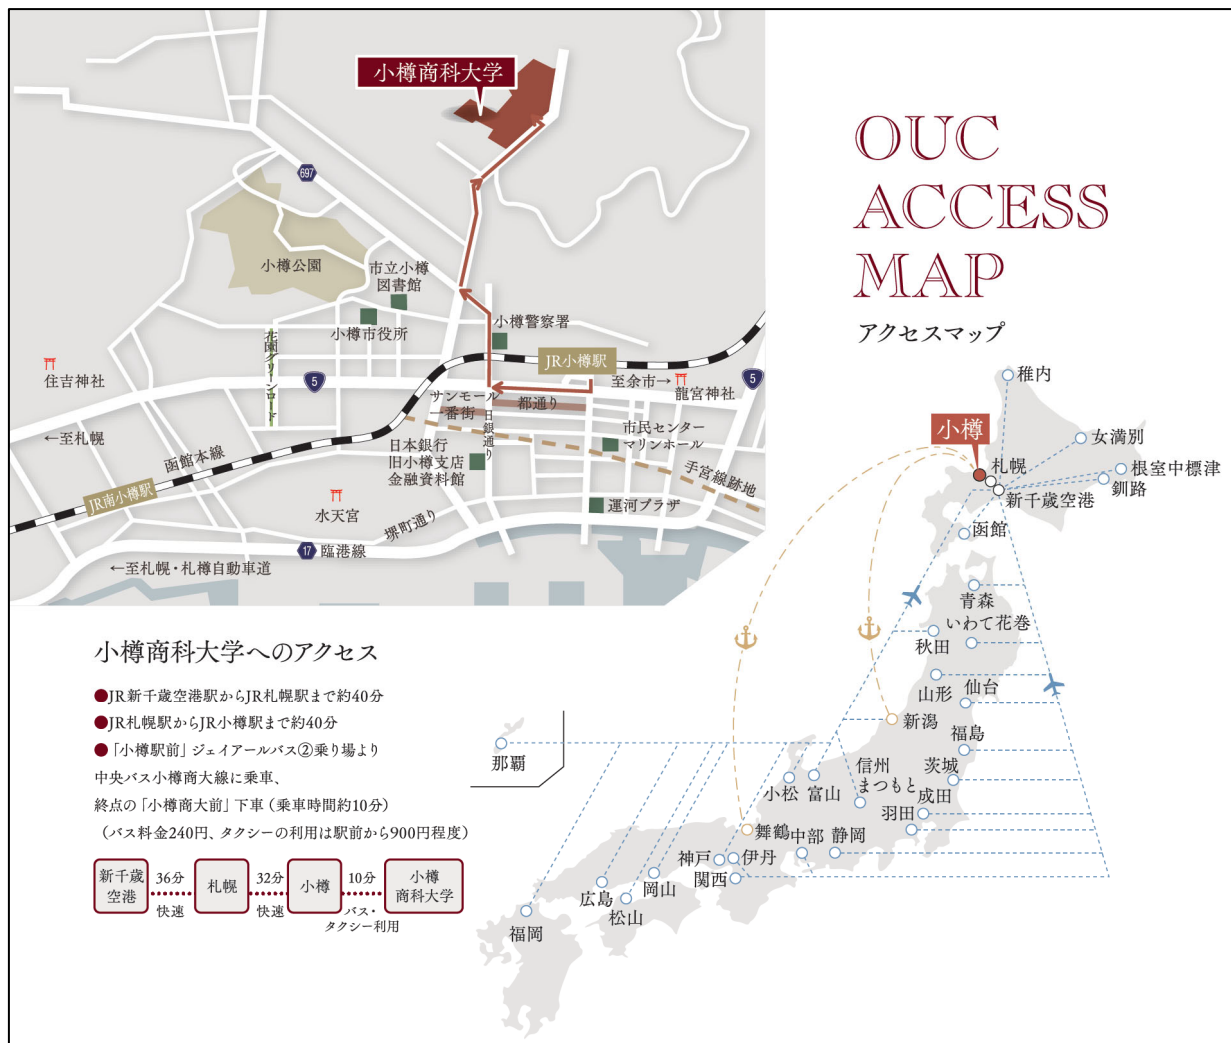 小樽商科大学
697
小樽公園
市立小樽
図書館
小樽市役所
小樽警察署
花園グリーンロード
JR小樽駅
住吉神社
5
至余市→
龍宮神社
5
サンモール
一番街
都通り
日銀通り
←至札幌
函館本線
日本銀行
旧小樽支店
金融資料館
市民センター
マリンホール
手宮線跡地
JR南小樽駅
水天宮
堺町通り
運河プラザ
17
臨港線
←至札幌・札樽自動車道
OUC
ACCESS
MAP
アクセスマップ
稚内
小樽
女満別
札幌
根室中標津
新千歳空港
釧路
函館
青森
いわて花巻
秋田
山形
仙台
新潟
福島
那覇
信州
まつもと
茨城
小松
富山
成田
羽田
舞鶴
中部
静岡
神戸
伊丹
関西
岡山
広島
松山
福岡
小樽商科大学へのアクセス
●JR新千歳空港駅からJR札幌駅まで約40分
●JR札幌駅からJR小樽駅まで約40分
●「小樽駅前」ジェイアールバス②乗り場より
中央バス小樽商大線に乗車、
終点の「小樽商大前」下車（乗車時間約10分）
（バス料金240円、タクシーの利用は駅前から900円程度）
新千歳
空港
36分
快速
札幌
32分
快速
小樽
10分
バス・
タクシー利用
小樽
商科大学